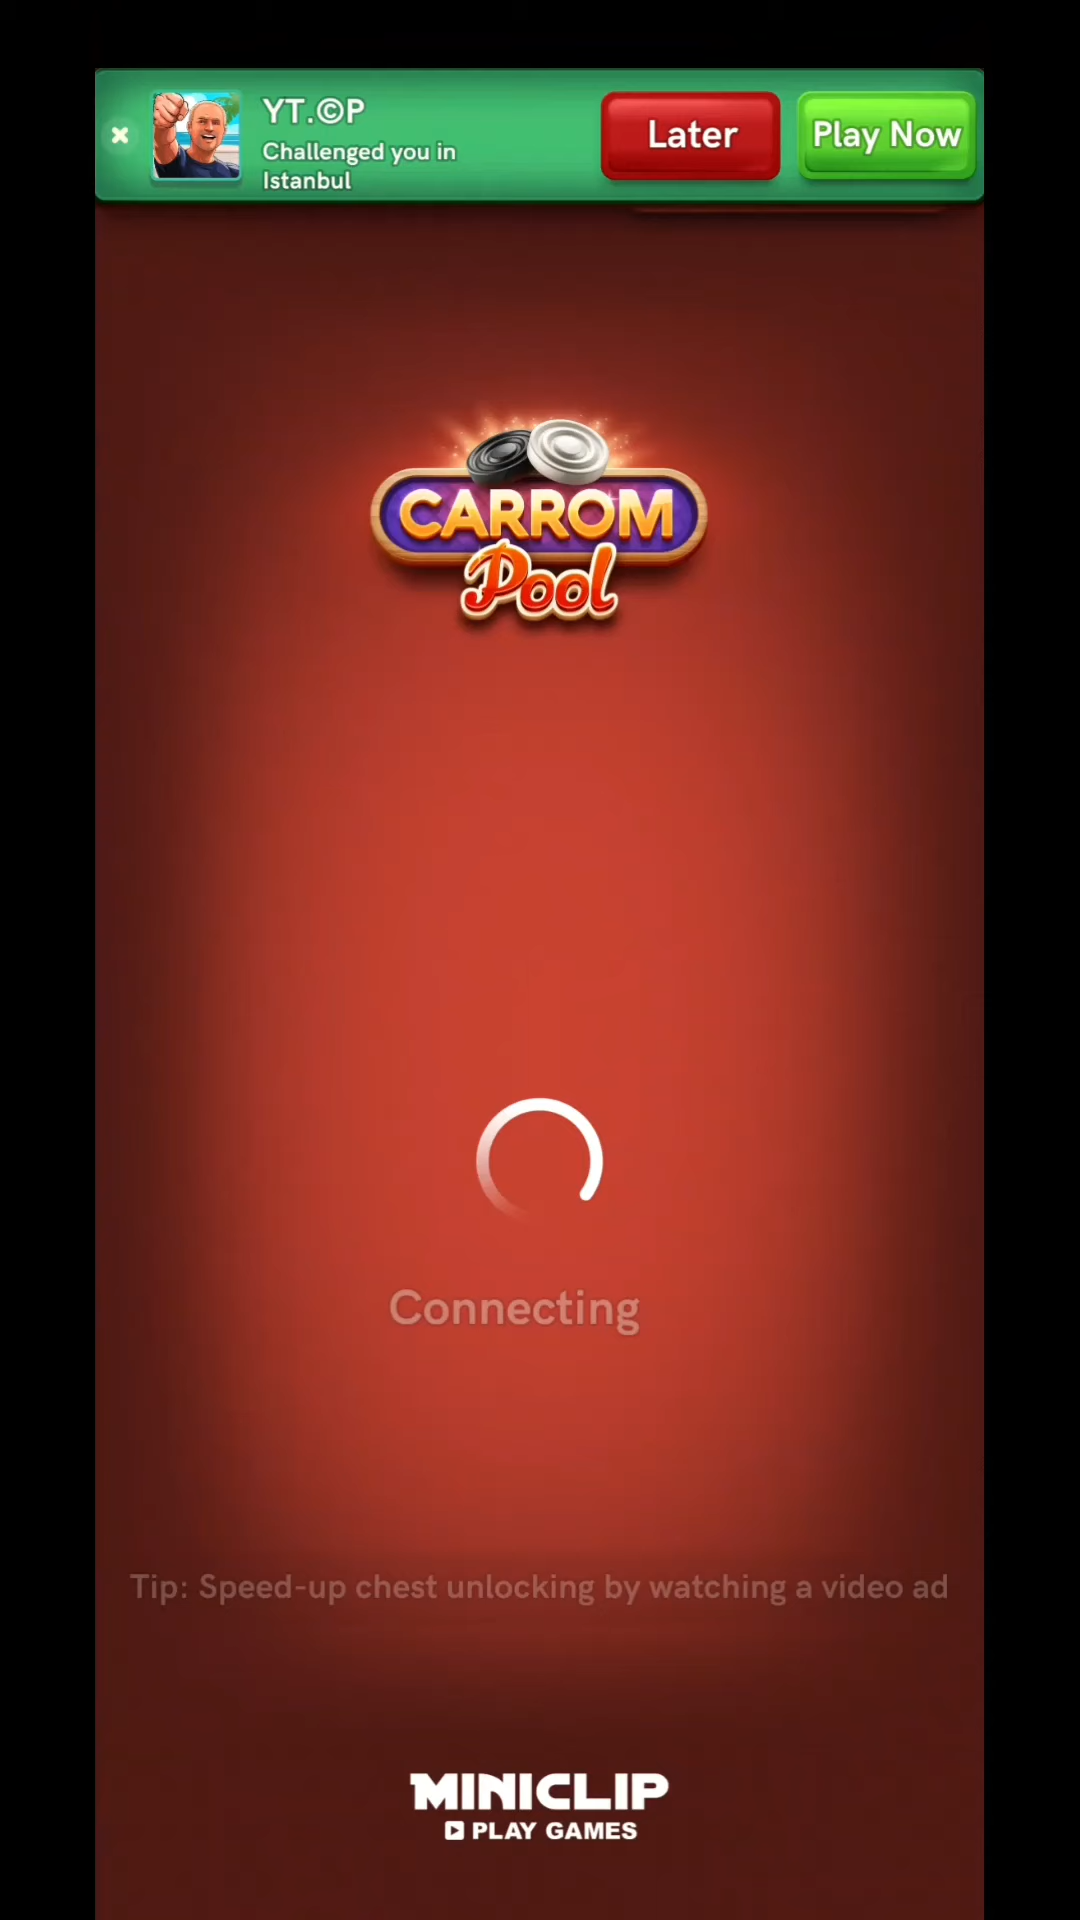 YT.©P
Challenged you in
Istanbul
Later
Play Now
CARROM
Pool
Connecting
Tip: Speed-up chest unlocking by watching a video ad
MINICLIP
PLAY GAMES